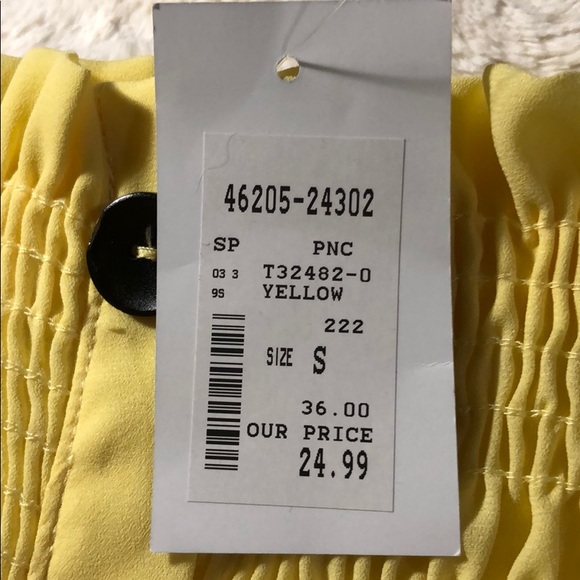 46205-24302
SP PNC
03 3 T32482-0
9S YELLOW
222
SIZE S
36.00
OUR PRICE
24.99